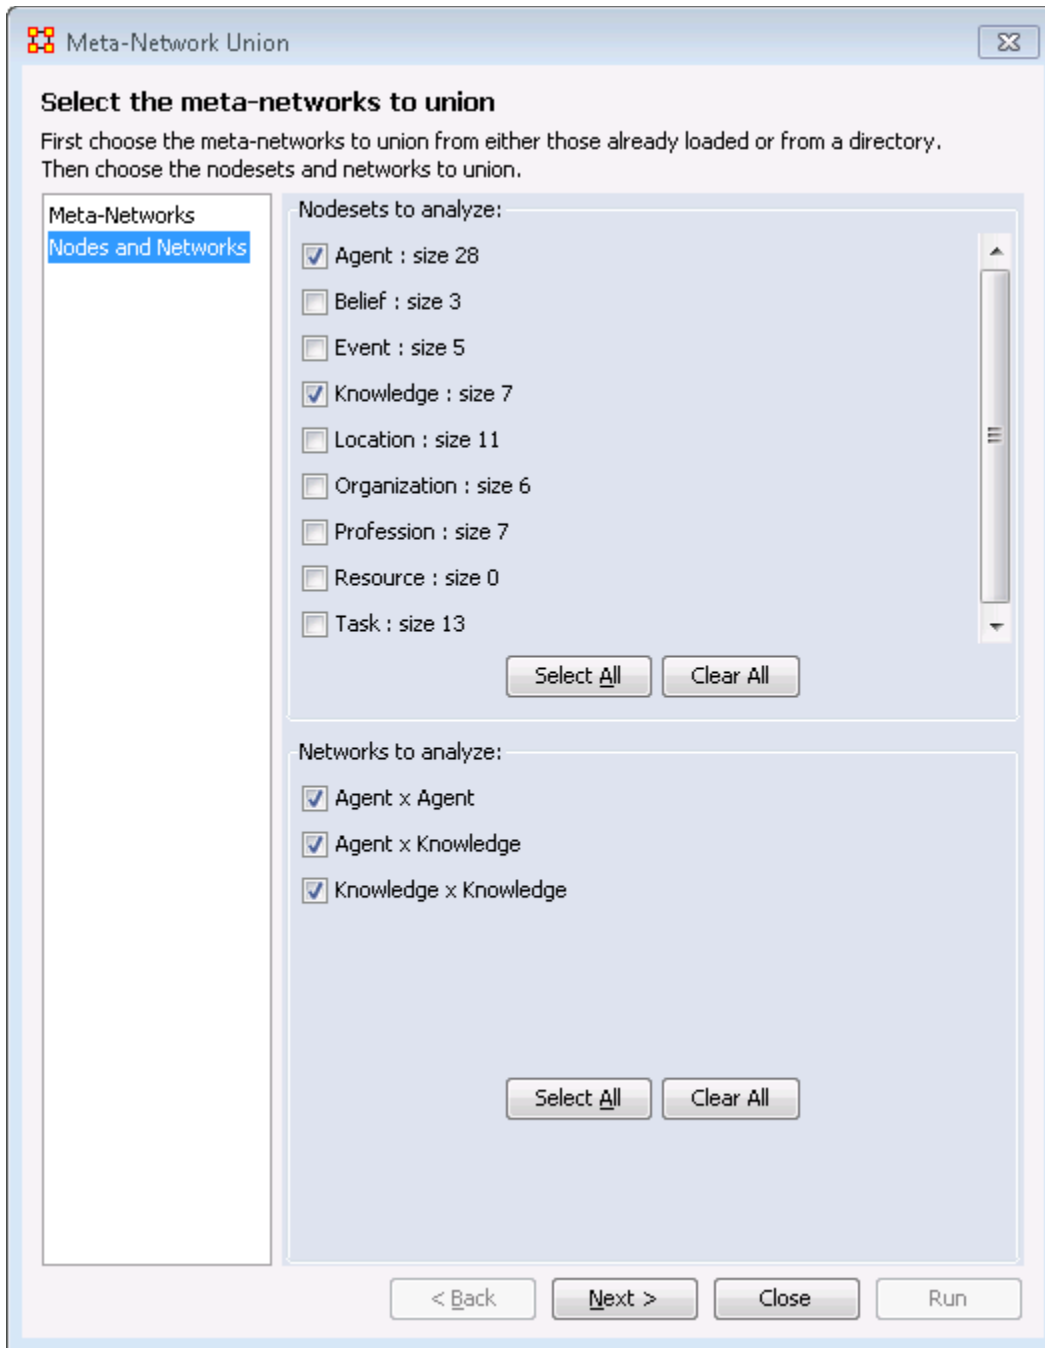 Meta-Network Union
Select the meta-networks to union
First choose the meta-networks to union from either those already loaded or from a directory.
Then choose the nodesets and networks to union.
Meta-Networks
Nodes and Networks
Nodesets to analyze:
Agent : size 28
Belief : size 3
Event : size 5
Knowledge : size 7
Location : size 11
Organization : size 6
Profession : size 7
Resource : size 0
Task : size 13
Select All Clear All
Networks to analyze:
Agent x Agent
Agent x Knowledge
Knowledge x Knowledge
Select All Clear All
< Back Next > Close Run